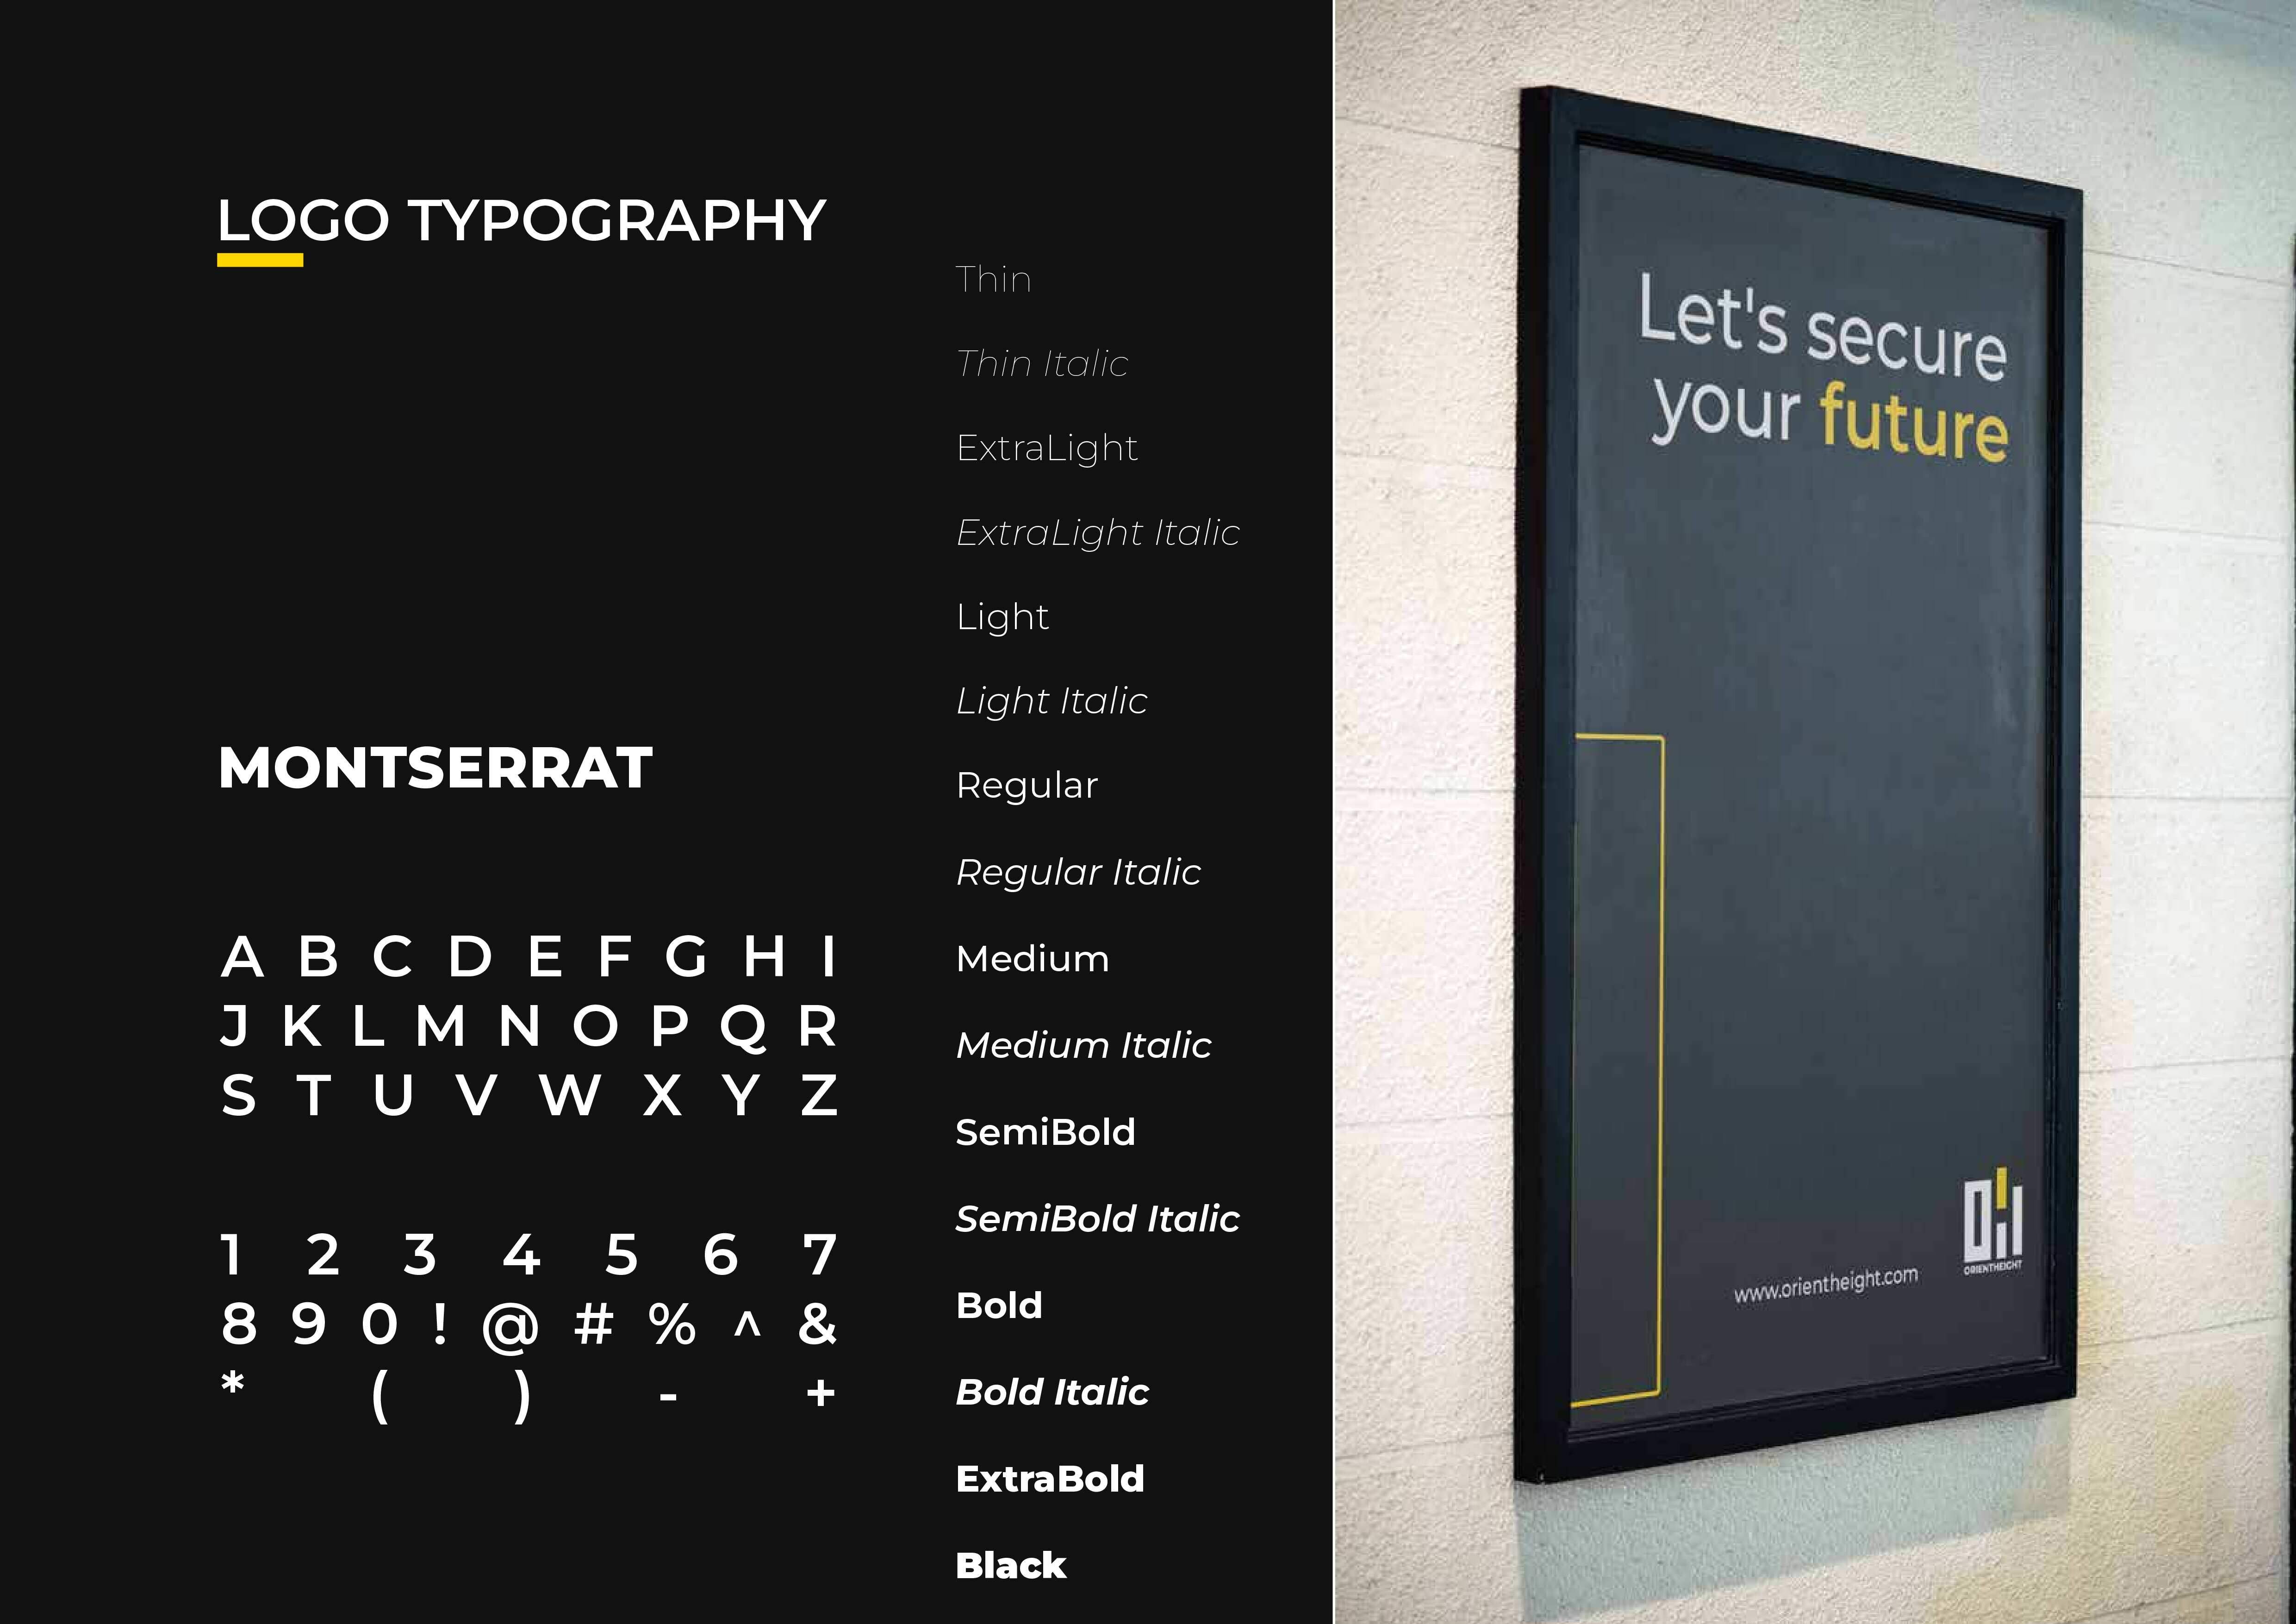 LOGO TYPOGRAPHY
MONTSERRAT
A B C D E F G H I
J K L M N O P Q R
S T U V W X Y Z
1 2 3 4 5 6 7
8 9 0 ! @ # % ^ &
* ( ) - +
Thin
Thin Italic
ExtraLight
ExtraLight Italic
Light
Light Italic
Regular
Regular Italic
Medium
Medium Italic
SemiBold
SemiBold Italic
Bold
Bold Italic
ExtraBold
Black
Let's secure
your future
OH
ORIENTHEIGHT
www.orientheight.com